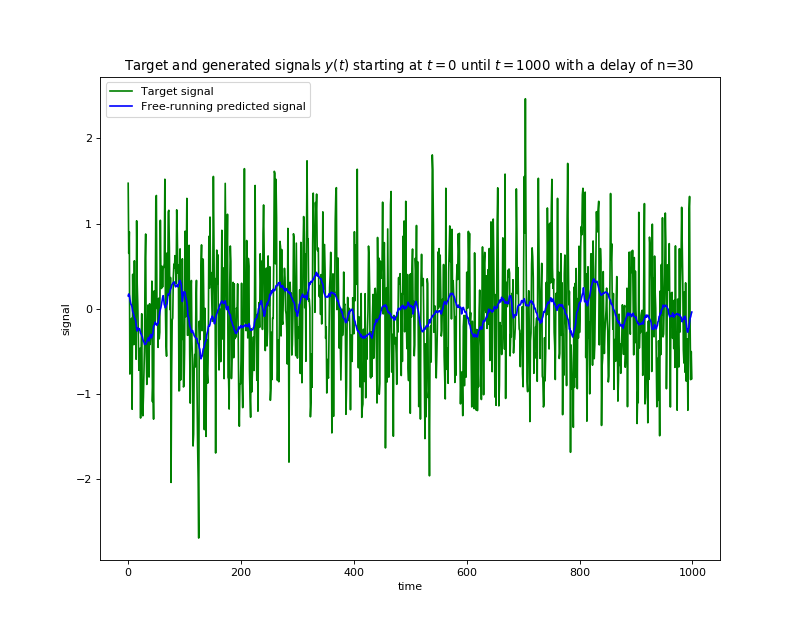 Target and generated signals y(t) starting at t = 0 until t = 1000 with a delay of n=30
Target signal
Free-running predicted signal
2
1
0
−1
−2
signal
0 200 400 600 800 1000
time